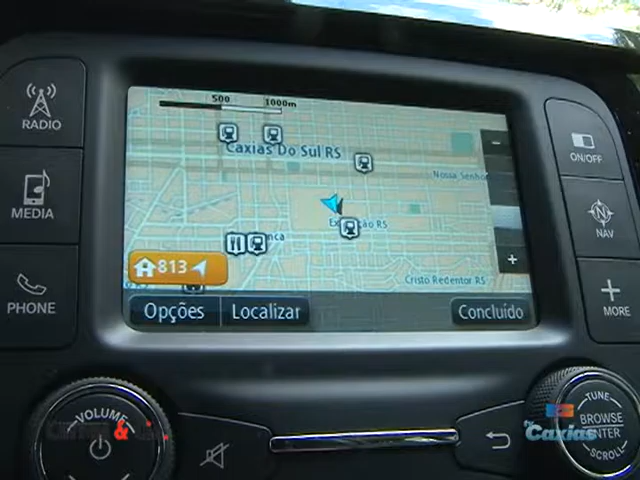 RADIO
MEDIA
PHONE
500 1000m
Caxias Do Sul RS
Nossa Senho
Cristo Redentor RS
813
Opções Localizar Concluído
-
+
ON/OFF
NAV
MORE
VOLUME
TUNE
BROWSE
SCROLL
&
Caxias